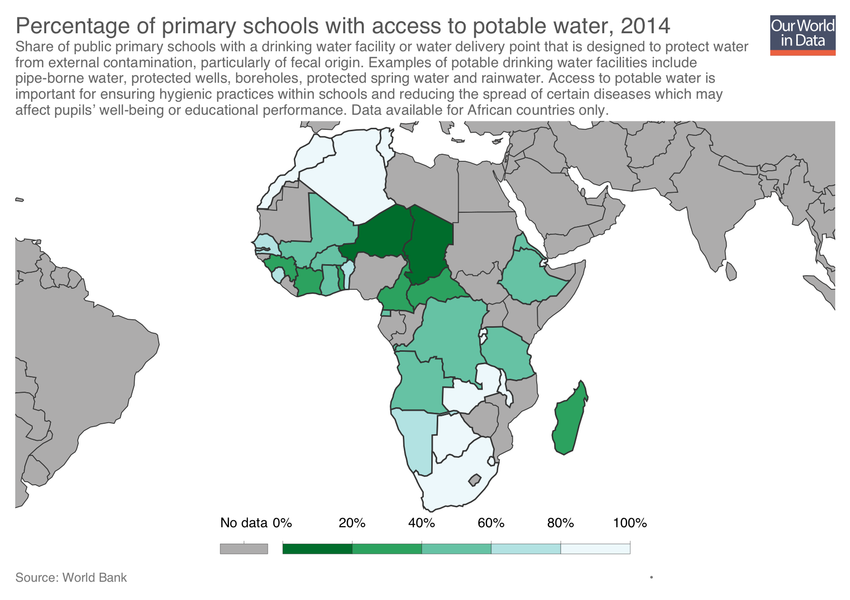 Percentage of primary schools with access to potable water, 2014
Our World
in Data
Share of public primary schools with a drinking water facility or water delivery point that is designed to protect water
from external contamination, particularly of fecal origin. Examples of potable drinking water facilities include
pipe-borne water, protected wells, boreholes, protected spring water and rainwater. Access to potable water is
important for ensuring hygienic practices within schools and reducing the spread of certain diseases which may
affect pupils’ well-being or educational performance. Data available for African countries only.
No data 0% 20% 40% 60% 80% 100%
Source: World Bank